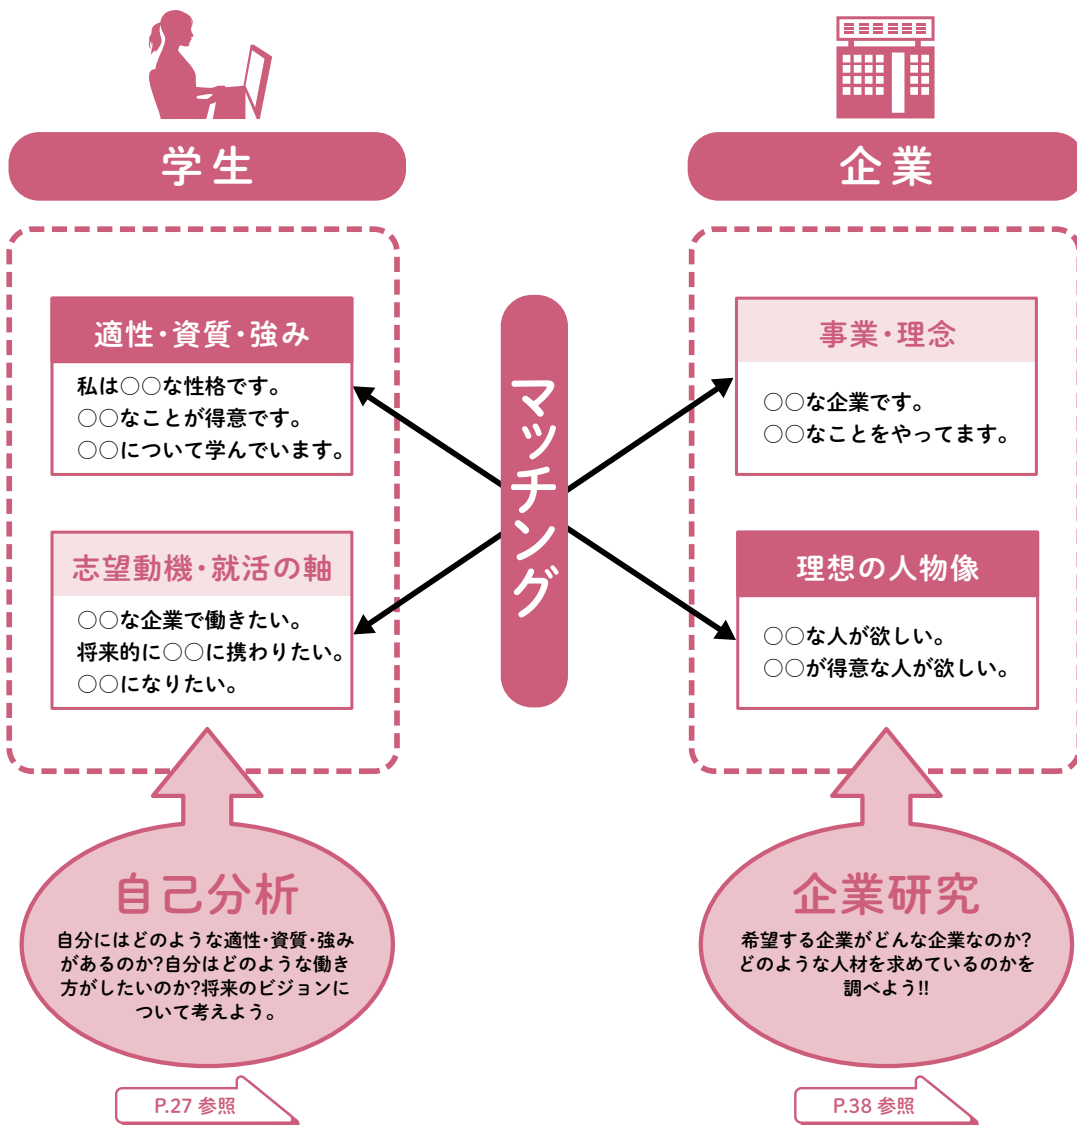 学生
適性・資質・強み
私は○○な性格です。
○○なことが得意です。
○○について学んでいます。
志望動機・就活の軸
○○な企業で働きたい。
将来的に○○に携わりたい。
○○になりたい。
マッチング
企業
事業・理念
○○な企業です。
○○なことをやってます。
理想の人物像
○○な人が欲しい。
○○が得意な人が欲しい。
自己分析
自分にはどのような適性・資質・強み
があるのか?自分はどのような働き
方がしたいのか?将来のビジョンに
ついて考えよう。
P.27 参照
企業研究
希望する企業がどんな企業なのか?
どのような人材を求めているのかを
調べよう!!
P.38 参照